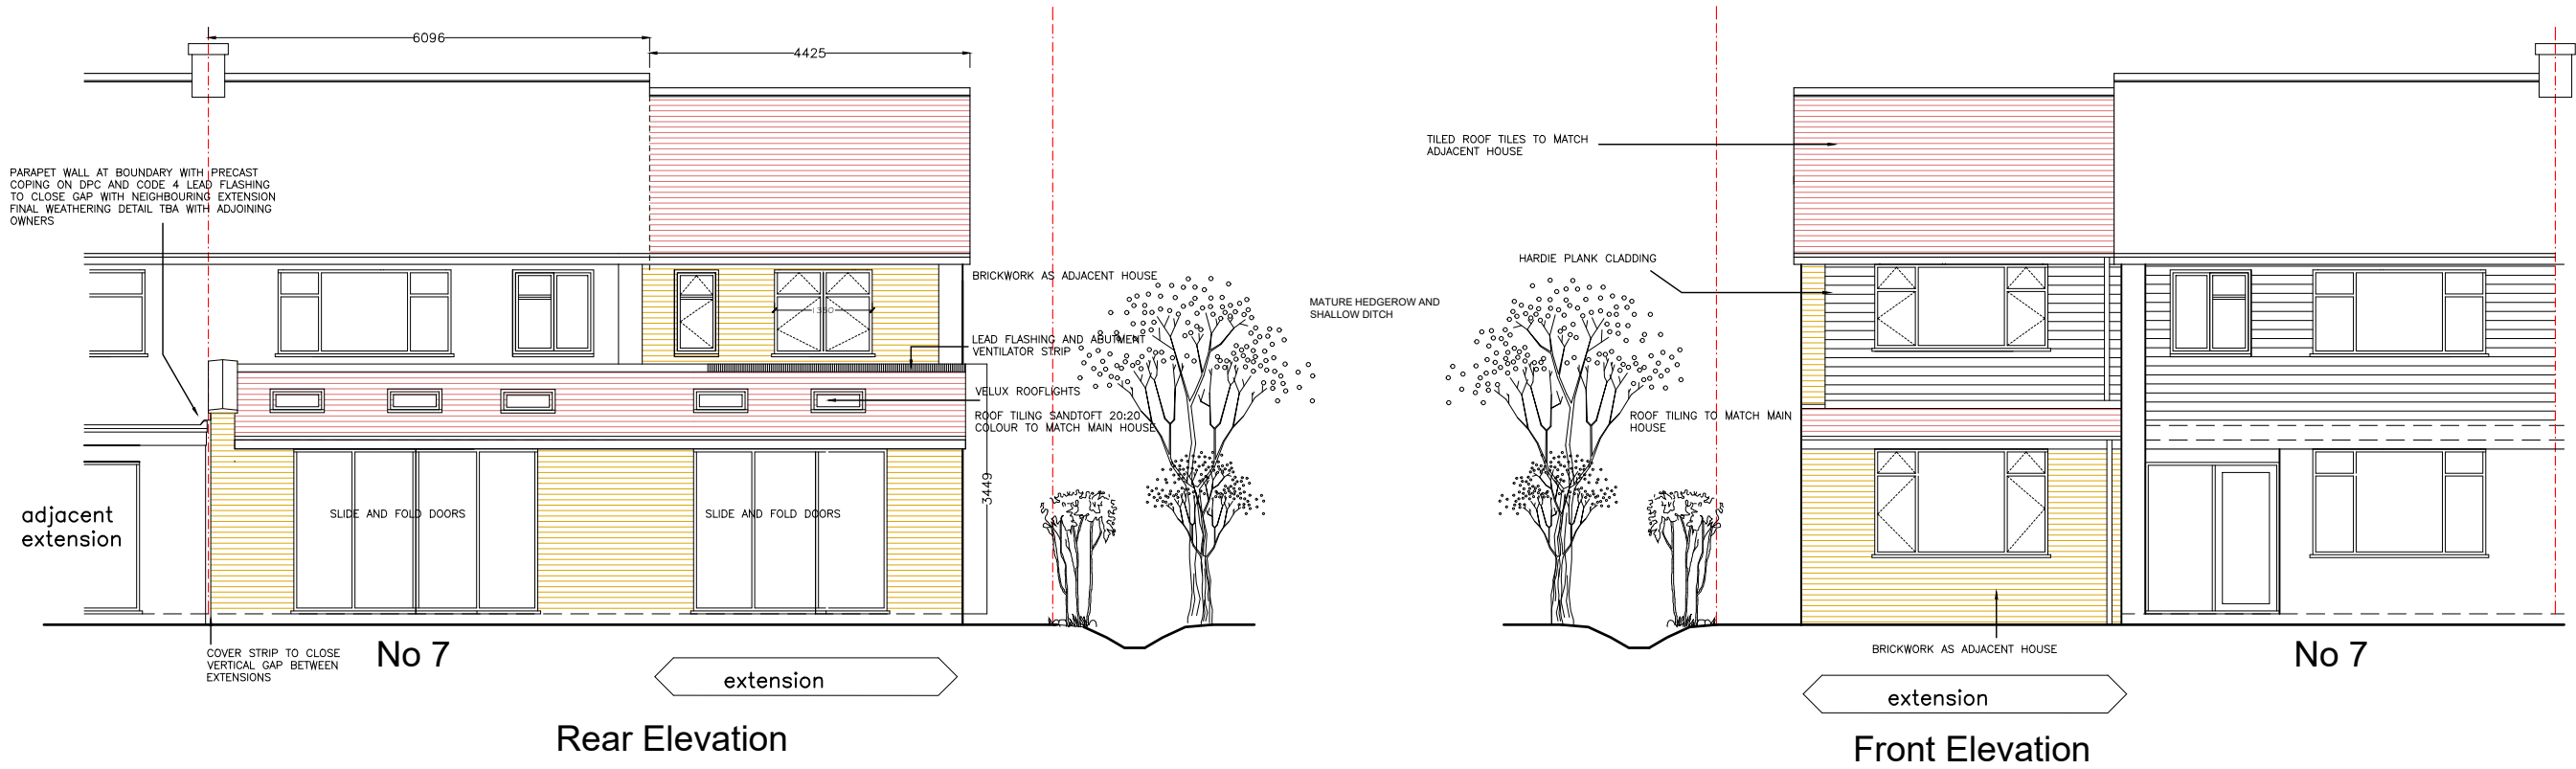 6096
4425
PARAPET WALL AT BOUNDARY WITH PRECAST
COPING ON DPC AND CODE 4 LEAD FLASHING
TO CLOSE GAP WITH NEIGHBOURING EXTENSION
FINAL WEATHERING DETAIL TBA WITH ADJOINING
OWNERS
BRICKWORK AS ADJACENT HOUSE
1350
LEAD FLASHING AND ABUTMENT
VENTILATOR STRIP
VELUX ROOFLIGHTS
ROOF TILING SANDTOFT 20:20
COLOUR TO MATCH MAIN HOUSE
3449
SLIDE AND FOLD DOORS
SLIDE AND FOLD DOORS
adjacent
extension
COVER STRIP TO CLOSE
VERTICAL GAP BETWEEN
EXTENSIONS
No 7
extension
Rear Elevation
MATURE HEDGEROW AND
SHALLOW DITCH
TILED ROOF TILES TO MATCH
ADJACENT HOUSE
HARDIE PLANK CLADDING
ROOF TILING TO MATCH MAIN
HOUSE
BRICKWORK AS ADJACENT HOUSE
No 7
extension
Front Elevation